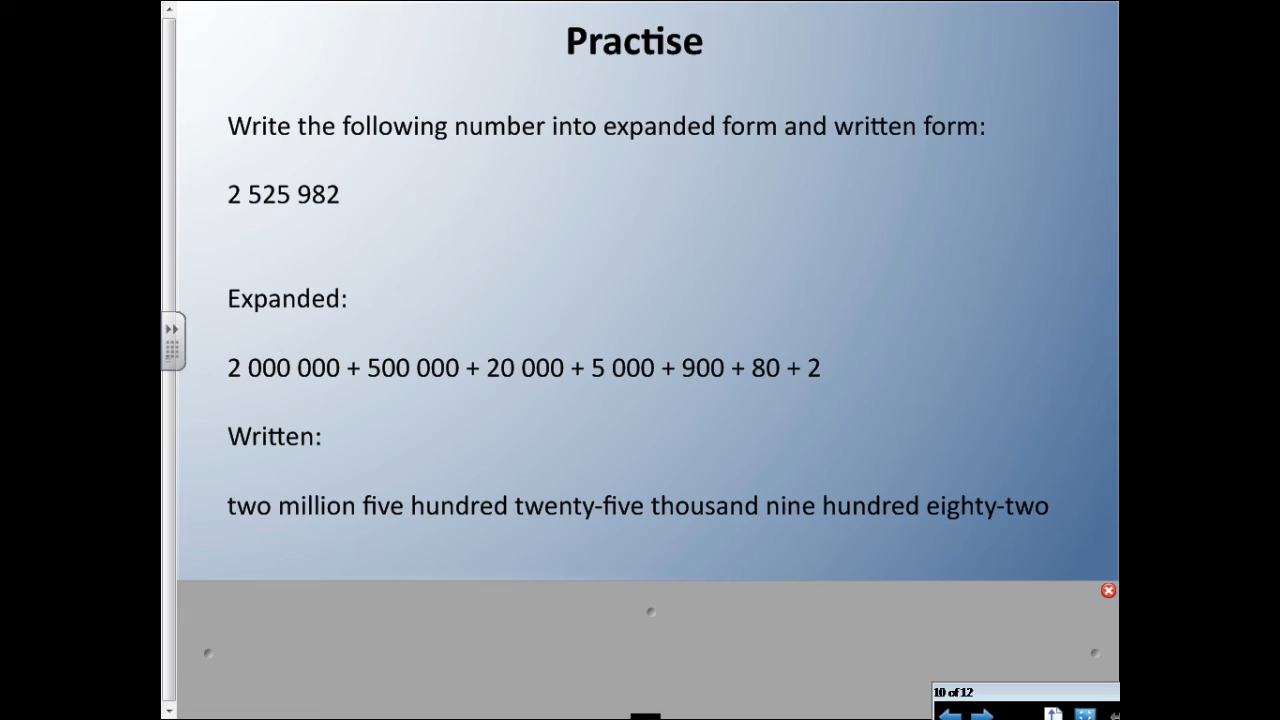 Practise
Write the following number into expanded form and written form:
2 525 982
Expanded:
2 000 000 + 500 000 + 20 000 + 5 000 + 900 + 80 + 2
Written:
two million five hundred twenty-five thousand nine hundred eighty-two
10 of 12